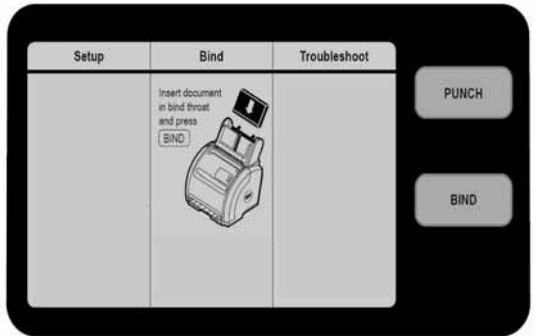 Setup
Bind
Troubleshoot
Insert document
in bind throat
and press
BIND
PUNCH
BIND